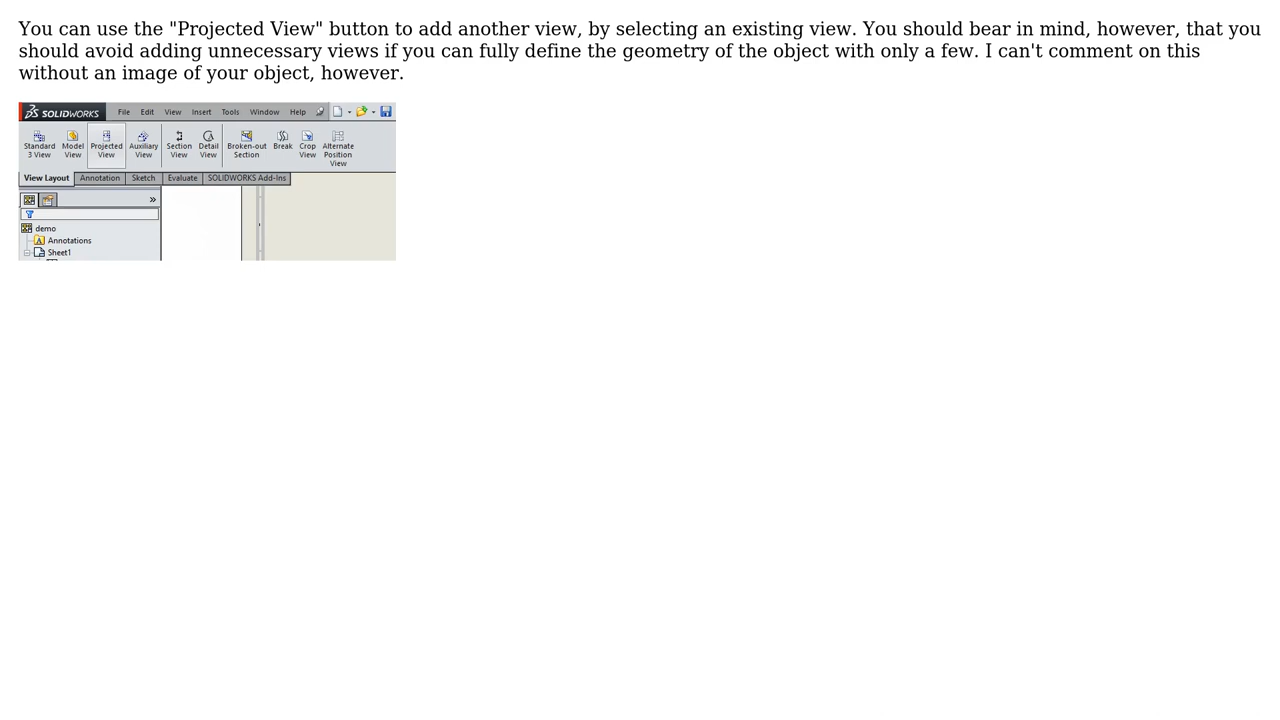 You can use the "Projected View" button to add another view, by selecting an existing view. You should bear in mind, however, that you
should avoid adding unnecessary views if you can fully define the geometry of the object with only a few. I can't comment on this
without an image of your object, however.
SOLIDWORKS File Edit View Insert Tools Window Help
Standard 3 View Model View Projected View Auxiliary View Section View Detail View Broken-out Section Break Crop View Alternate Position View
View Layout Annotation Sketch Evaluate SOLIDWORKS Add-Ins
demo
Annotations
Sheet1